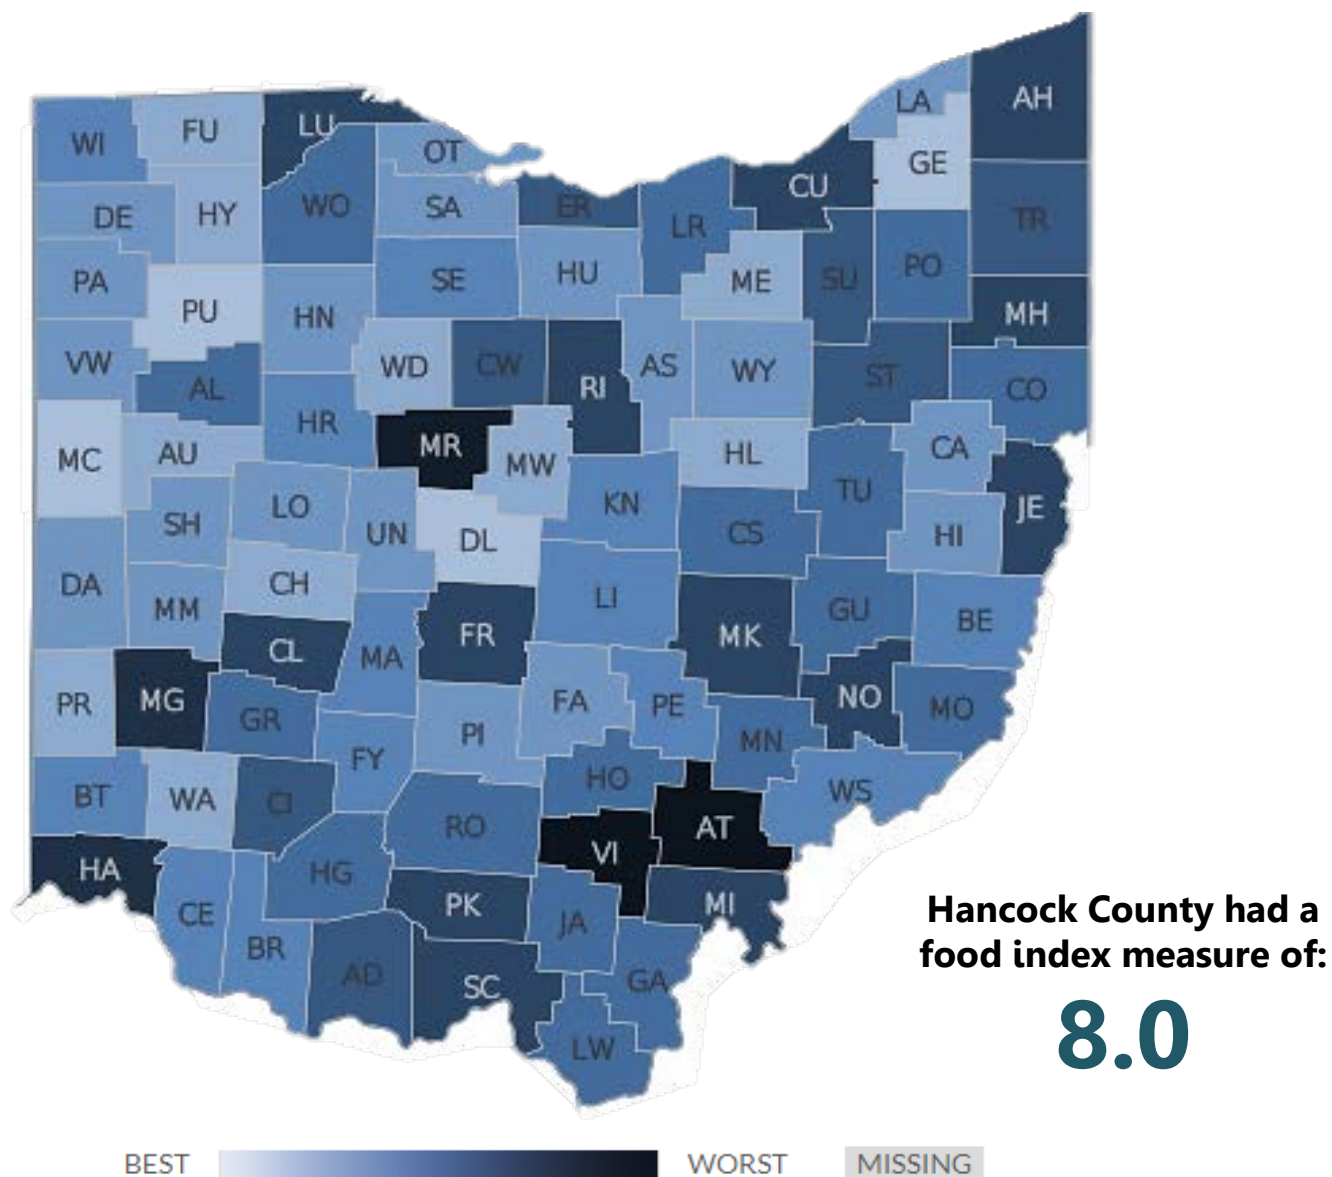 AH
LA
LU
FU
WI
OT
GE
CU
WO
SA
ER
HY
DE
TR
LR
PO
HU
SE
ME
SU
PA
PU
HN
MH
VW
WD
CW
AS
WY
ST
RI
AL
CO
HR
MR
CA
AU
HL
MC
MW
TU
KN
LO
JE
SH
UN
CS
HI
DL
CH
DA
LI
MM
GU
BE
FR
MK
CL
MA
NO
MG
FA
PR
PE
MO
GR
PI
MN
FY
HO
WS
BT
WA
CI
RO
AT
VI
HA
HG
PK
MI
CE
JA
BR
AD
GA
SC
LW
Hancock County had a
food index measure of:
8.0
BEST WORST MISSING